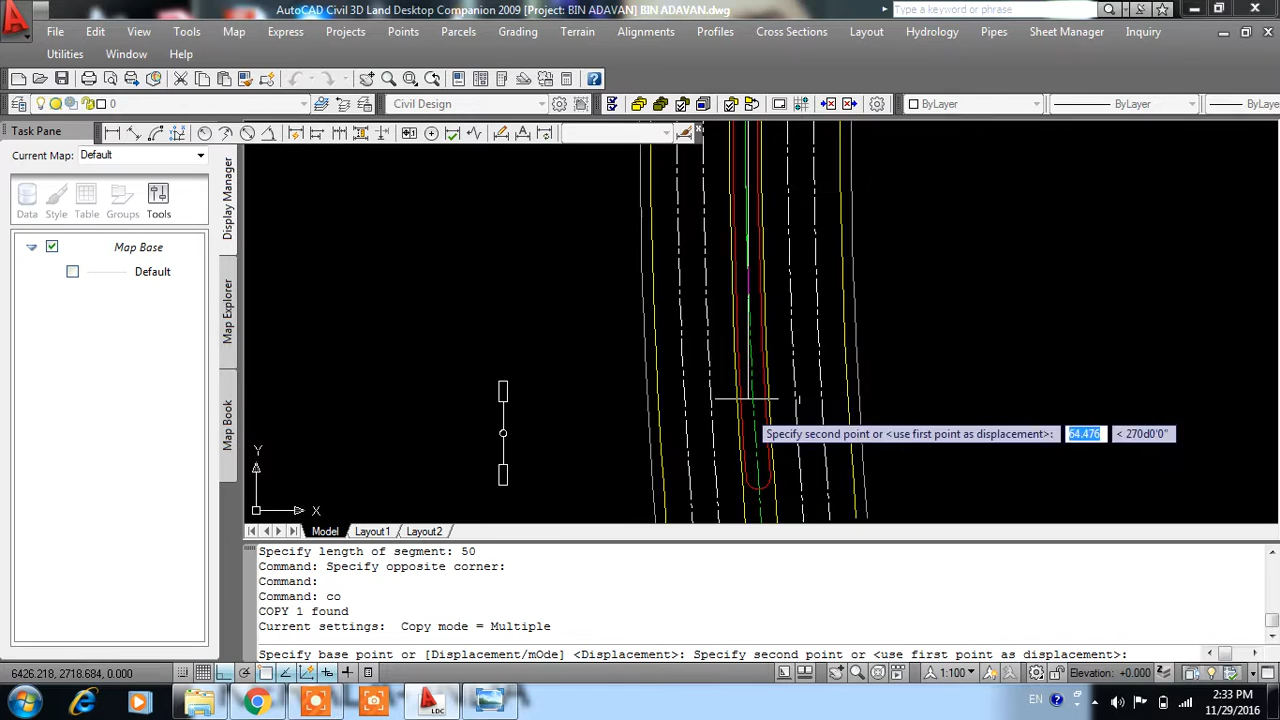 AutoCAD Civil 3D Land Desktop Companion 2009 [Project: BIN ADAVAN] BIN ADAVAN.dwg
Type a keyword or phrase
File Edit View Tools Map Express Projects Points Parcels Grading Terrain Alignments Profiles Cross Sections Layout Hydrology Pipes Sheet Manager Inquiry
Utilities Window Help
0
Civil Design
ByLayer
ByLayer
ByLayer
Task Pane
Current Map: Default
Data Style Table Groups Tools
Map Base
Default
Display Manager
Map Explorer
Map Book
Specify second point or <use first point as displacement>: 64.476 < 270d0'0"
Y
X
Model Layout1 Layout2
Specify length of segment: 50
Command: Specify opposite corner:
Command:
Command: co
COPY 1 found
Current settings:  Copy mode = Multiple
Specify base point or [Displacement/mOde] <Displacement>: Specify second point or <use first point as displacement>:
6426.218, 2718.684, 0.000
1:100
Elevation: +0.000
LDC
EN
2:33 PM
11/29/2016